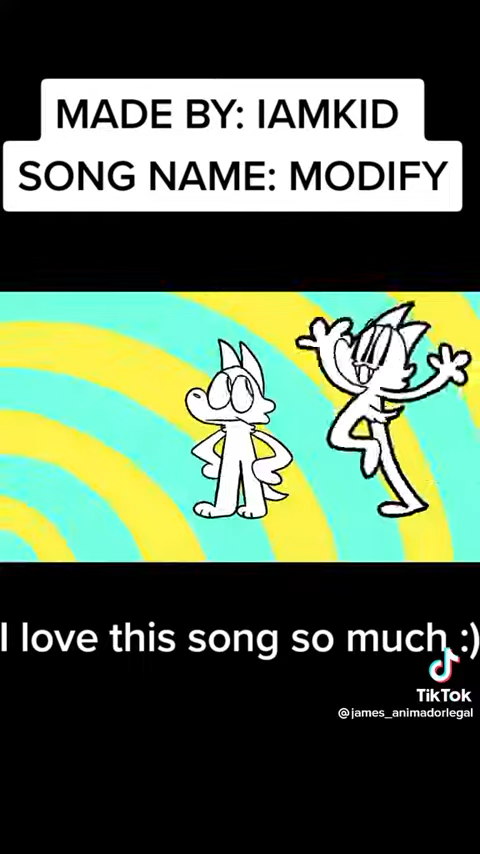 MADE BY: IAMKID
SONG NAME: MODIFY
I love this song so much :)
TikTok
@james_animadorlegal